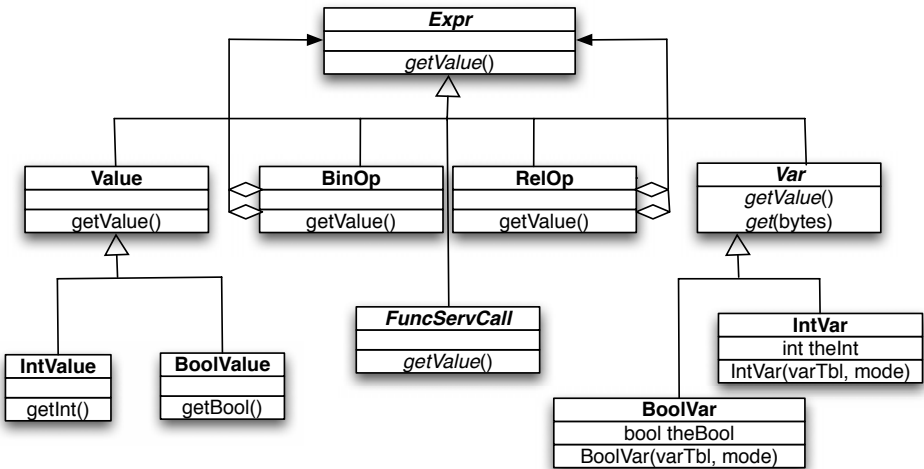 Expr
getValue()
Value
getValue()
BinOp
getValue()
RelOp
getValue()
Var
getValue()
get(bytes)
FuncServCall
getValue()
IntValue
getInt()
BoolValue
getBool()
IntVar
int theInt
IntVar(varTbl, mode)
BoolVar
bool theBool
BoolVar(varTbl, mode)